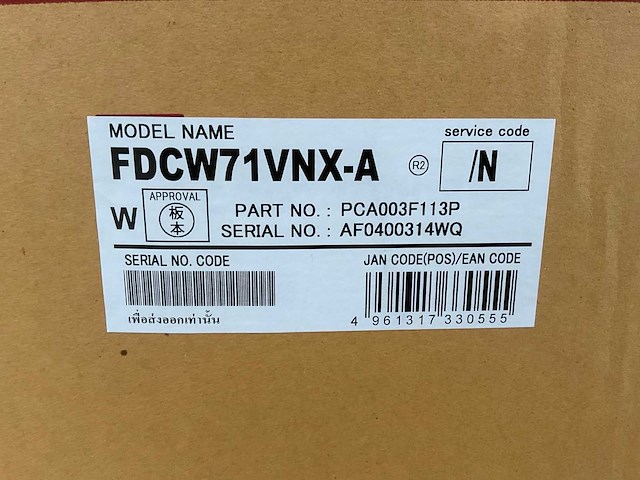 MODEL NAME
service code
FDCW71VNX-A
R2
/N
W
APPROVAL
板本
PART NO. : PCA003F113P
SERIAL NO. : AF0400314WQ
SERIAL NO. CODE
JAN CODE(POS)/EAN CODE
เพื่อส่งออกเท่านั้น
4 961317 330555